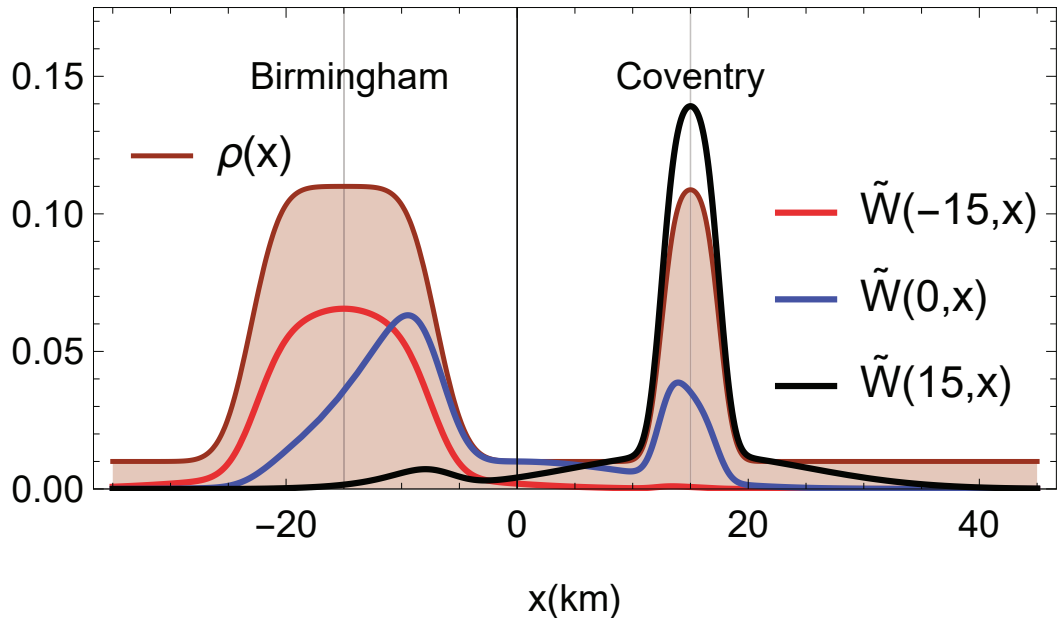 0.15
0.10
0.05
0.00
Birmingham
Coventry
ρ(x)
W̃(−15,x)
W̃(0,x)
W̃(15,x)
−20
0
20
40
x(km)